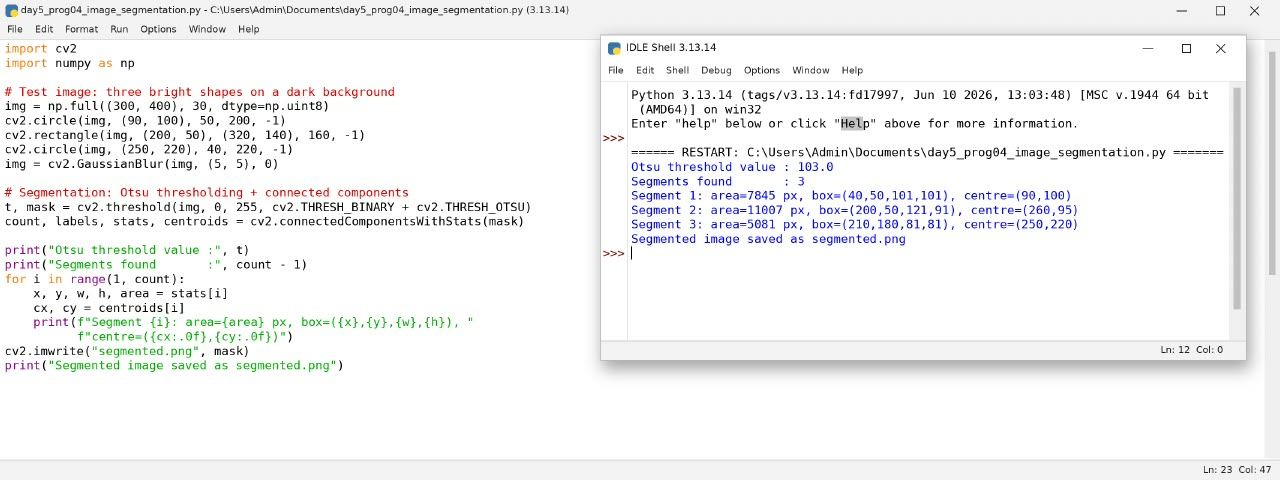 day5_prog04_image_segmentation.py - C:\Users\Admin\Documents\day5_prog04_image_segmentation.py (3.13.14)
File Edit Format Run Options Window Help
import cv2
import numpy as np

# Test image: three bright shapes on a dark background
img = np.full((300, 400), 30, dtype=np.uint8)
cv2.circle(img, (90, 100), 50, 200, -1)
cv2.rectangle(img, (200, 50), (320, 140), 160, -1)
cv2.circle(img, (250, 220), 40, 220, -1)
img = cv2.GaussianBlur(img, (5, 5), 0)

# Segmentation: Otsu thresholding + connected components
t, mask = cv2.threshold(img, 0, 255, cv2.THRESH_BINARY + cv2.THRESH_OTSU)
count, labels, stats, centroids = cv2.connectedComponentsWithStats(mask)

print("Otsu threshold value :", t)
print("Segments found       :", count - 1)
for i in range(1, count):
    x, y, w, h, area = stats[i]
    cx, cy = centroids[i]
    print(f"Segment {i}: area={area} px, box=({x},{y},{w},{h}), "
          f"centre=({cx:.0f},{cy:.0f})")
cv2.imwrite("segmented.png", mask)
print("Segmented image saved as segmented.png")
Ln: 23 Col: 47
IDLE Shell 3.13.14
File Edit Shell Debug Options Window Help
Python 3.13.14 (tags/v3.13.14:fd17997, Jun 10 2026, 13:03:48) [MSC v.1944 64 bit
 (AMD64)] on win32
Enter "help" below or click "Help" above for more information.
>>>
====== RESTART: C:\Users\Admin\Documents\day5_prog04_image_segmentation.py =======
Otsu threshold value : 103.0
Segments found       : 3
Segment 1: area=7845 px, box=(40,50,101,101), centre=(90,100)
Segment 2: area=11007 px, box=(200,50,121,91), centre=(260,95)
Segment 3: area=5081 px, box=(210,180,81,81), centre=(250,220)
Segmented image saved as segmented.png
>>>
Ln: 12 Col: 0